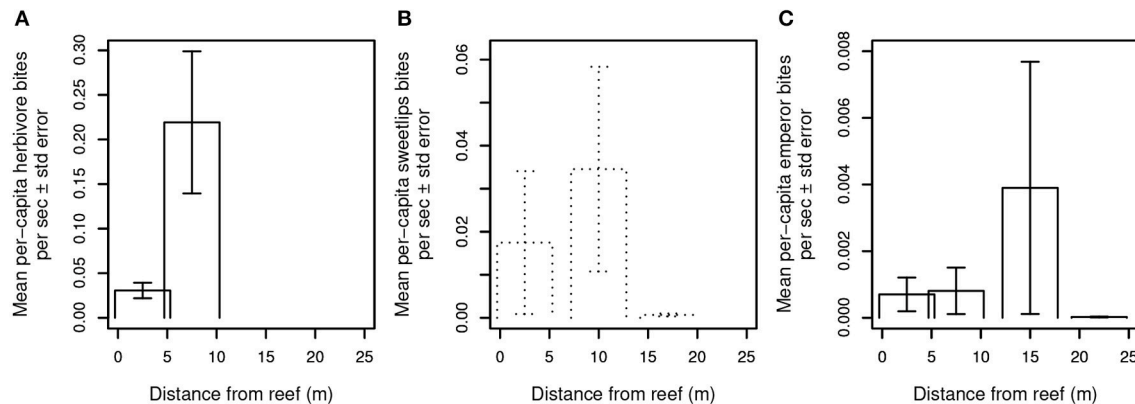 A
Mean per−capita herbivore bites
per sec ± std error
0.30
0.25
0.20
0.15
0.10
0.05
0.00
0 5 10 15 20 25
Distance from reef (m)
B
Mean per−capita sweetlips bites
per sec ± std error
0.06
0.04
0.02
0.00
0 5 10 15 20 25
Distance from reef (m)
C
Mean per−capita emperor bites
per sec ± std error
0.008
0.006
0.004
0.002
0.000
0 5 10 15 20 25
Distance from reef (m)